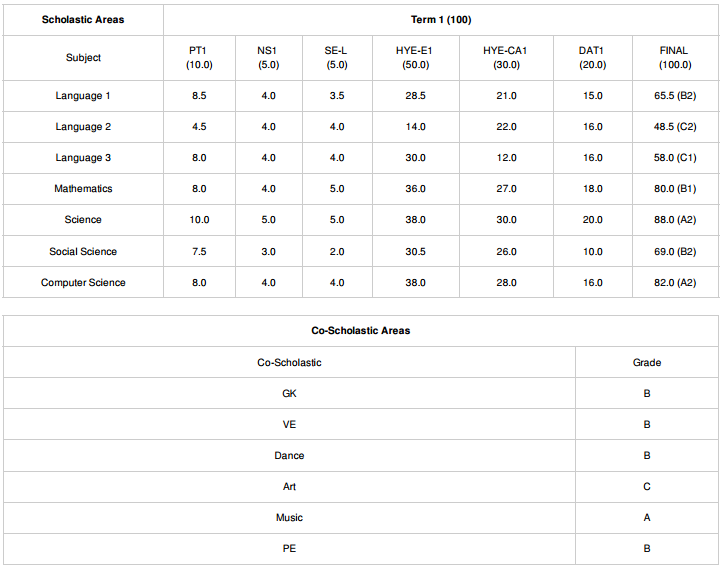 Scholastic Areas Term 1 (100)
Subject PT1 (10.0) NS1 (5.0) SE-L (5.0) HYE-E1 (50.0) HYE-CA1 (30.0) DAT1 (20.0) FINAL (100.0)
Language 1 8.5 4.0 3.5 28.5 21.0 15.0 65.5 (B2)
Language 2 4.5 4.0 4.0 14.0 22.0 16.0 48.5 (C2)
Language 3 8.0 4.0 4.0 30.0 12.0 16.0 58.0 (C1)
Mathematics 8.0 4.0 5.0 36.0 27.0 18.0 80.0 (B1)
Science 10.0 5.0 5.0 38.0 30.0 20.0 88.0 (A2)
Social Science 7.5 3.0 2.0 30.5 26.0 10.0 69.0 (B2)
Computer Science 8.0 4.0 4.0 38.0 28.0 16.0 82.0 (A2)
Co-Scholastic Areas
Co-Scholastic Grade
GK B
VE B
Dance B
Art C
Music A
PE B